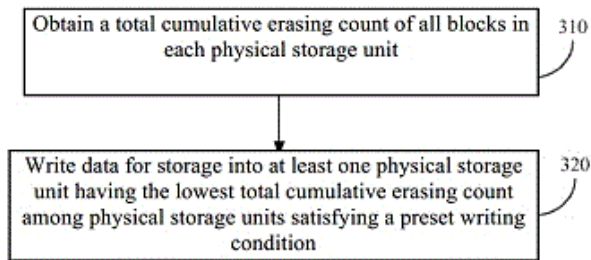 Obtain a total cumulative erasing count of all blocks in
each physical storage unit
310
Write data for storage into at least one physical storage
unit having the lowest total cumulative erasing count
among physical storage units satisfying a preset writing
condition
320